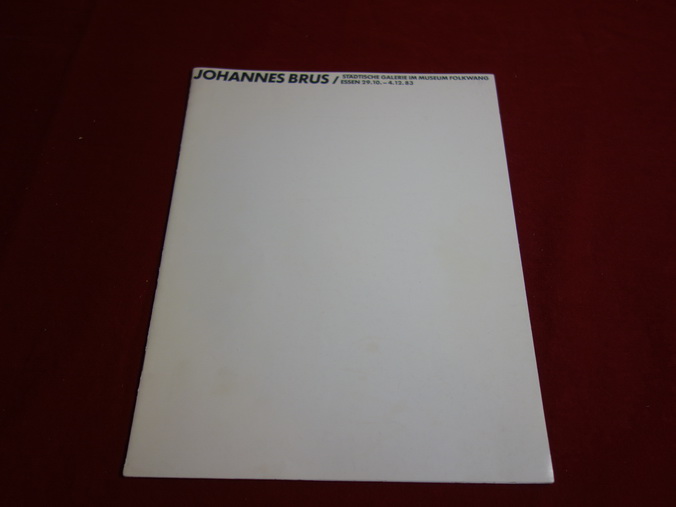 JOHANNES BRUS / STÄDTISCHE GALERIE IM MUSEUM FOLKWANG
ESSEN 29.10.–4.12.83